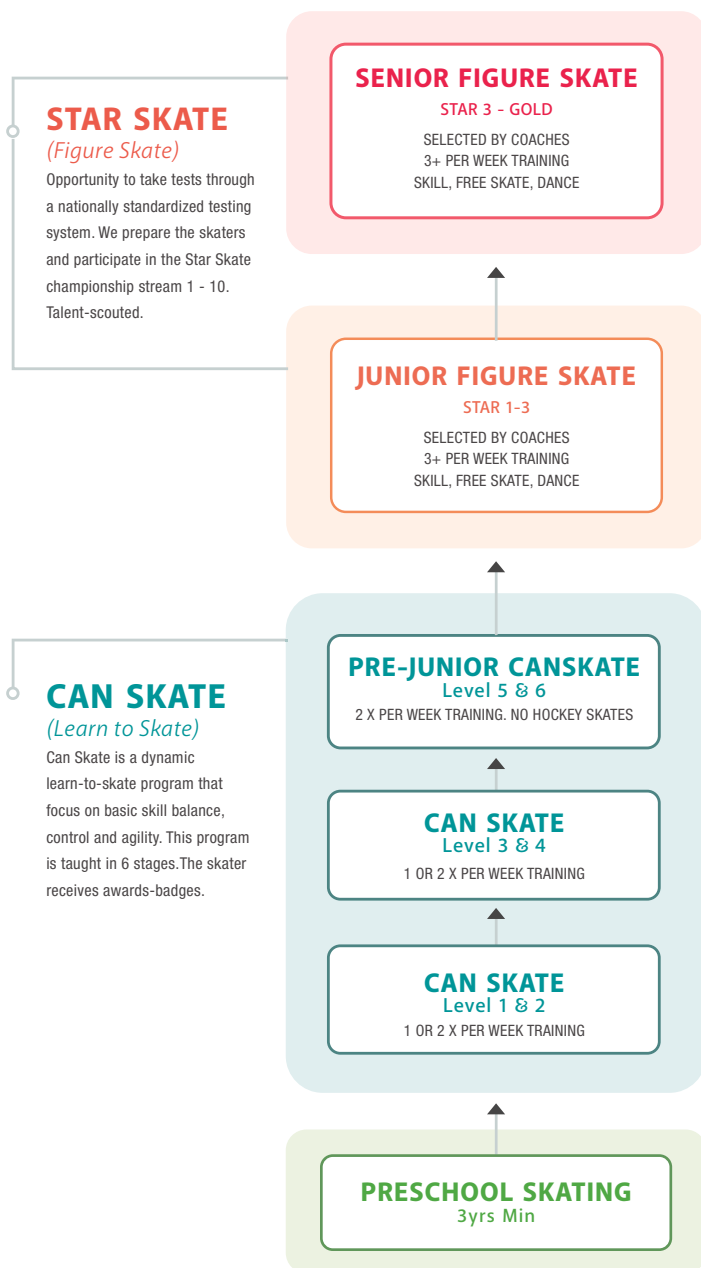 SENIOR FIGURE SKATE
STAR 3 - GOLD
SELECTED BY COACHES
3+ PER WEEK TRAINING
SKILL, FREE SKATE, DANCE
STAR SKATE
(Figure Skate)
Opportunity to take tests through
a nationally standardized testing
system. We prepare the skaters
and participate in the Star Skate
championship stream 1 - 10.
Talent-scouted.
JUNIOR FIGURE SKATE
STAR 1-3
SELECTED BY COACHES
3+ PER WEEK TRAINING
SKILL, FREE SKATE, DANCE
PRE-JUNIOR CANSKATE
Level 5 & 6
2 X PER WEEK TRAINING. NO HOCKEY SKATES
CAN SKATE
(Learn to Skate)
Can Skate is a dynamic
learn-to-skate program that
focus on basic skill balance,
control and agility. This program
is taught in 6 stages.The skater
receives awards-badges.
CAN SKATE
Level 3 & 4
1 OR 2 X PER WEEK TRAINING
CAN SKATE
Level 1 & 2
1 OR 2 X PER WEEK TRAINING
PRESCHOOL SKATING
3yrs Min